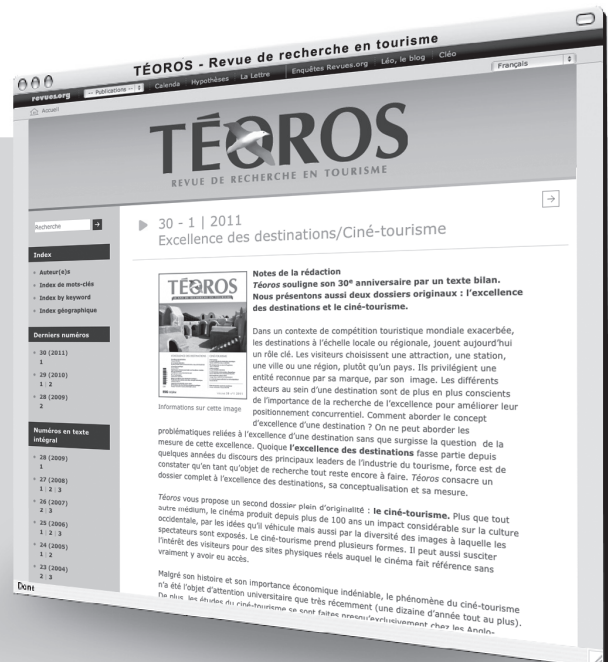 TÉOROS - Revue de recherche en tourisme
revues.org -- Publications -- Calenda Hypothèses La Lettre Enquêtes Revues.org Léo, le blog Cléo
Français
Accueil
TÉOROS
REVUE DE RECHERCHE EN TOURISME
Recherche
Index
Auteur(e)s
Index de mots-clés
Index by keyword
Index géographique
Derniers numéros
30 (2011)
1
29 (2010)
1 | 2
28 (2009)
2
Numéros en texte
intégral
28 (2009)
1
27 (2008)
1 | 2 | 3
26 (2007)
2 | 3
25 (2006)
1 | 2 | 3
24 (2005)
1 | 2
23 (2004)
2 | 3
30 - 1 | 2011
Excellence des destinations/Ciné-tourisme
TÉOROS
Informations sur cette image
Notes de la rédaction
Téoros souligne son 30e anniversaire par un texte bilan.
Nous présentons aussi deux dossiers originaux : l'excellence
des destinations et le ciné-tourisme.
Dans un contexte de compétition touristique mondiale exacerbée,
les destinations à l'échelle locale ou régionale, jouent aujourd'hui
un rôle clé. Les visiteurs choisissent une attraction, une station,
une ville ou une région, plutôt qu'un pays. Ils privilégient une
entité reconnue par sa marque, par son image. Les différents
acteurs au sein d'une destination sont de plus en plus conscients
de l'importance de la recherche de l'excellence pour améliorer leur
positionnement concurrentiel. Comment aborder le concept
d'excellence d'une destination ? On ne peut aborder les
problématiques reliées à l'excellence d'une destination sans que surgisse la question de la
mesure de cette excellence. Quoique l'excellence des destinations fasse partie depuis
quelques années du discours des principaux leaders de l'industrie du tourisme, force est de
constater qu'en tant qu'objet de recherche tout reste encore à faire. Téoros consacre un
dossier complet à l'excellence des destinations, sa conceptualisation et sa mesure.
Téoros vous propose un second dossier plein d'originalité : le ciné-tourisme. Plus que tout
autre médium, le cinéma produit depuis plus de 100 ans un impact considérable sur la culture
occidentale, par les idées qu'il véhicule mais aussi par la diversité des images à laquelle les
spectateurs sont exposés. Le ciné-tourisme prend plusieurs formes. Il peut aussi susciter
l'intérêt des visiteurs pour des sites physiques réels auquel le cinéma fait référence sans
vraiment y avoir eu accès.
Malgré son histoire et son importance économique indéniable, le phénomène du ciné-tourisme
n'a été l'objet d'attention universitaire que très récemment (une dizaine d'année tout au plus).
De plus, les études du ciné-tourisme se sont faites presqu'exclusivement chez les Anglo-
Done